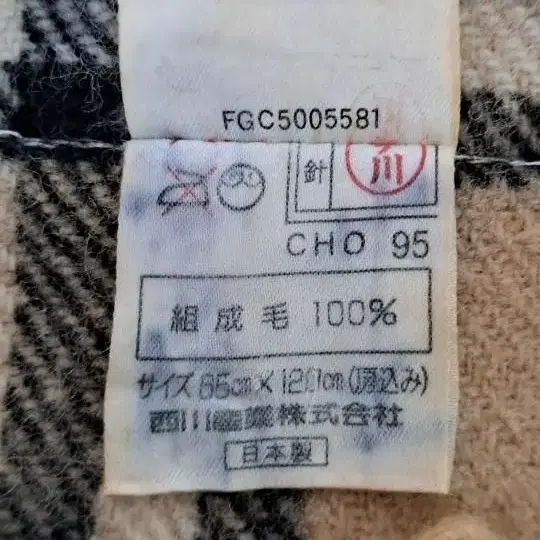 FGC5005581
針
川
CHO 95
組成毛 100%
サイズ 85cm×120cm(房込み)
西川産業株式会社
日本製